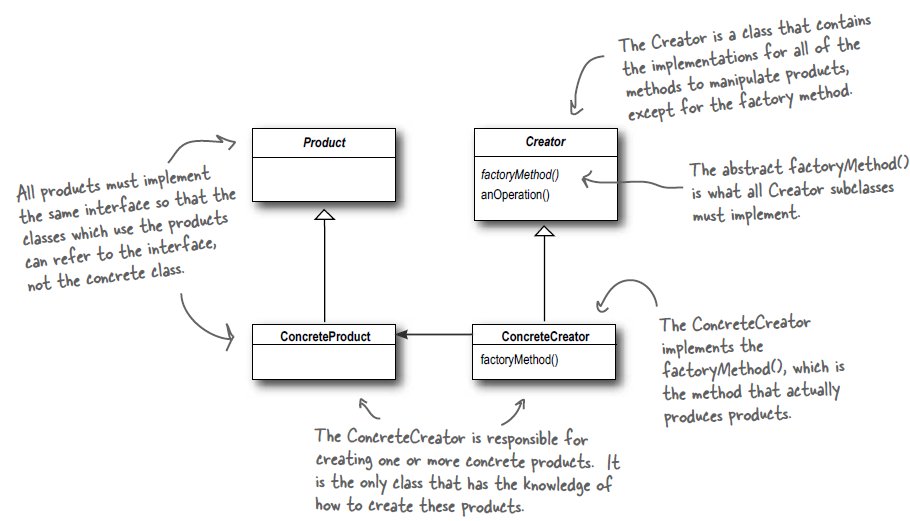 The Creator is a class that contains
the implementations for all of the
methods to manipulate products,
except for the factory method.
Product
Creator
factoryMethod()
anOperation()
The abstract factoryMethod()
is what all Creator subclasses
must implement.
All products must implement
the same interface so that the
classes which use the products
can refer to the interface,
not the concrete class.
ConcreteProduct
ConcreteCreator
factoryMethod()
The ConcreteCreator
implements the
factoryMethod(), which is
the method that actually
produces products.
The ConcreteCreator is responsible for
creating one or more concrete products. It
is the only class that has the knowledge of
how to create these products.